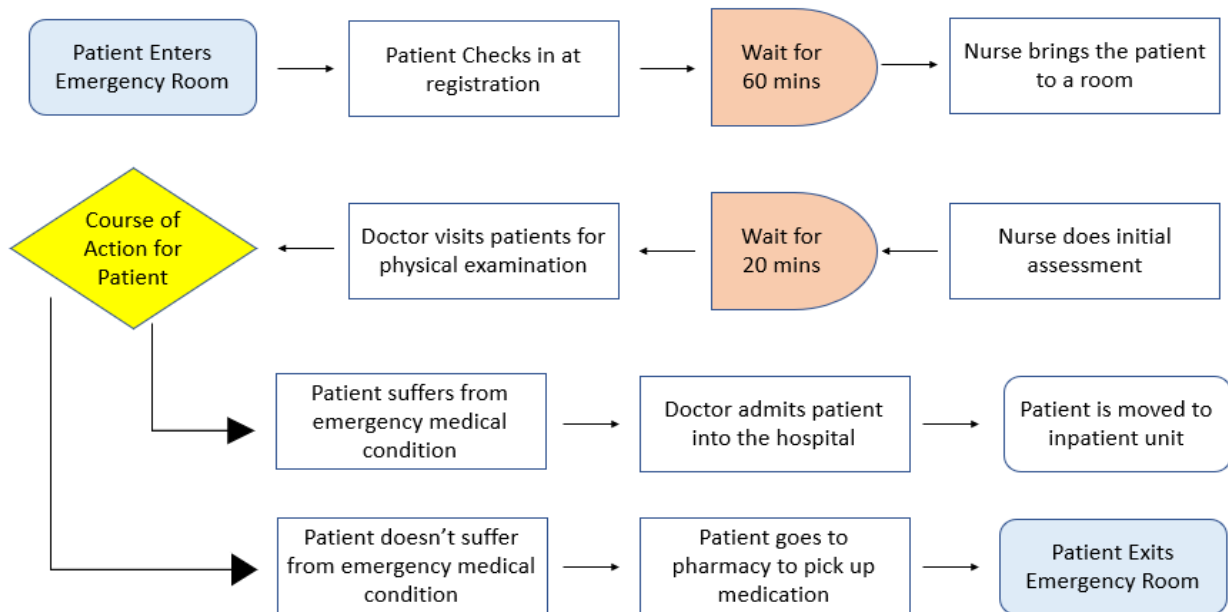 Patient Enters
Emergency Room
Patient Checks in at
registration
Wait for
60 mins
Nurse brings the patient
to a room
Course of
Action for
Patient
Doctor visits patients for
physical examination
Wait for
20 mins
Nurse does initial
assessment
Patient suffers from
emergency medical
condition
Doctor admits patient
into the hospital
Patient is moved to
inpatient unit
Patient doesn’t suffer
from emergency medical
condition
Patient goes to
pharmacy to pick up
medication
Patient Exits
Emergency Room